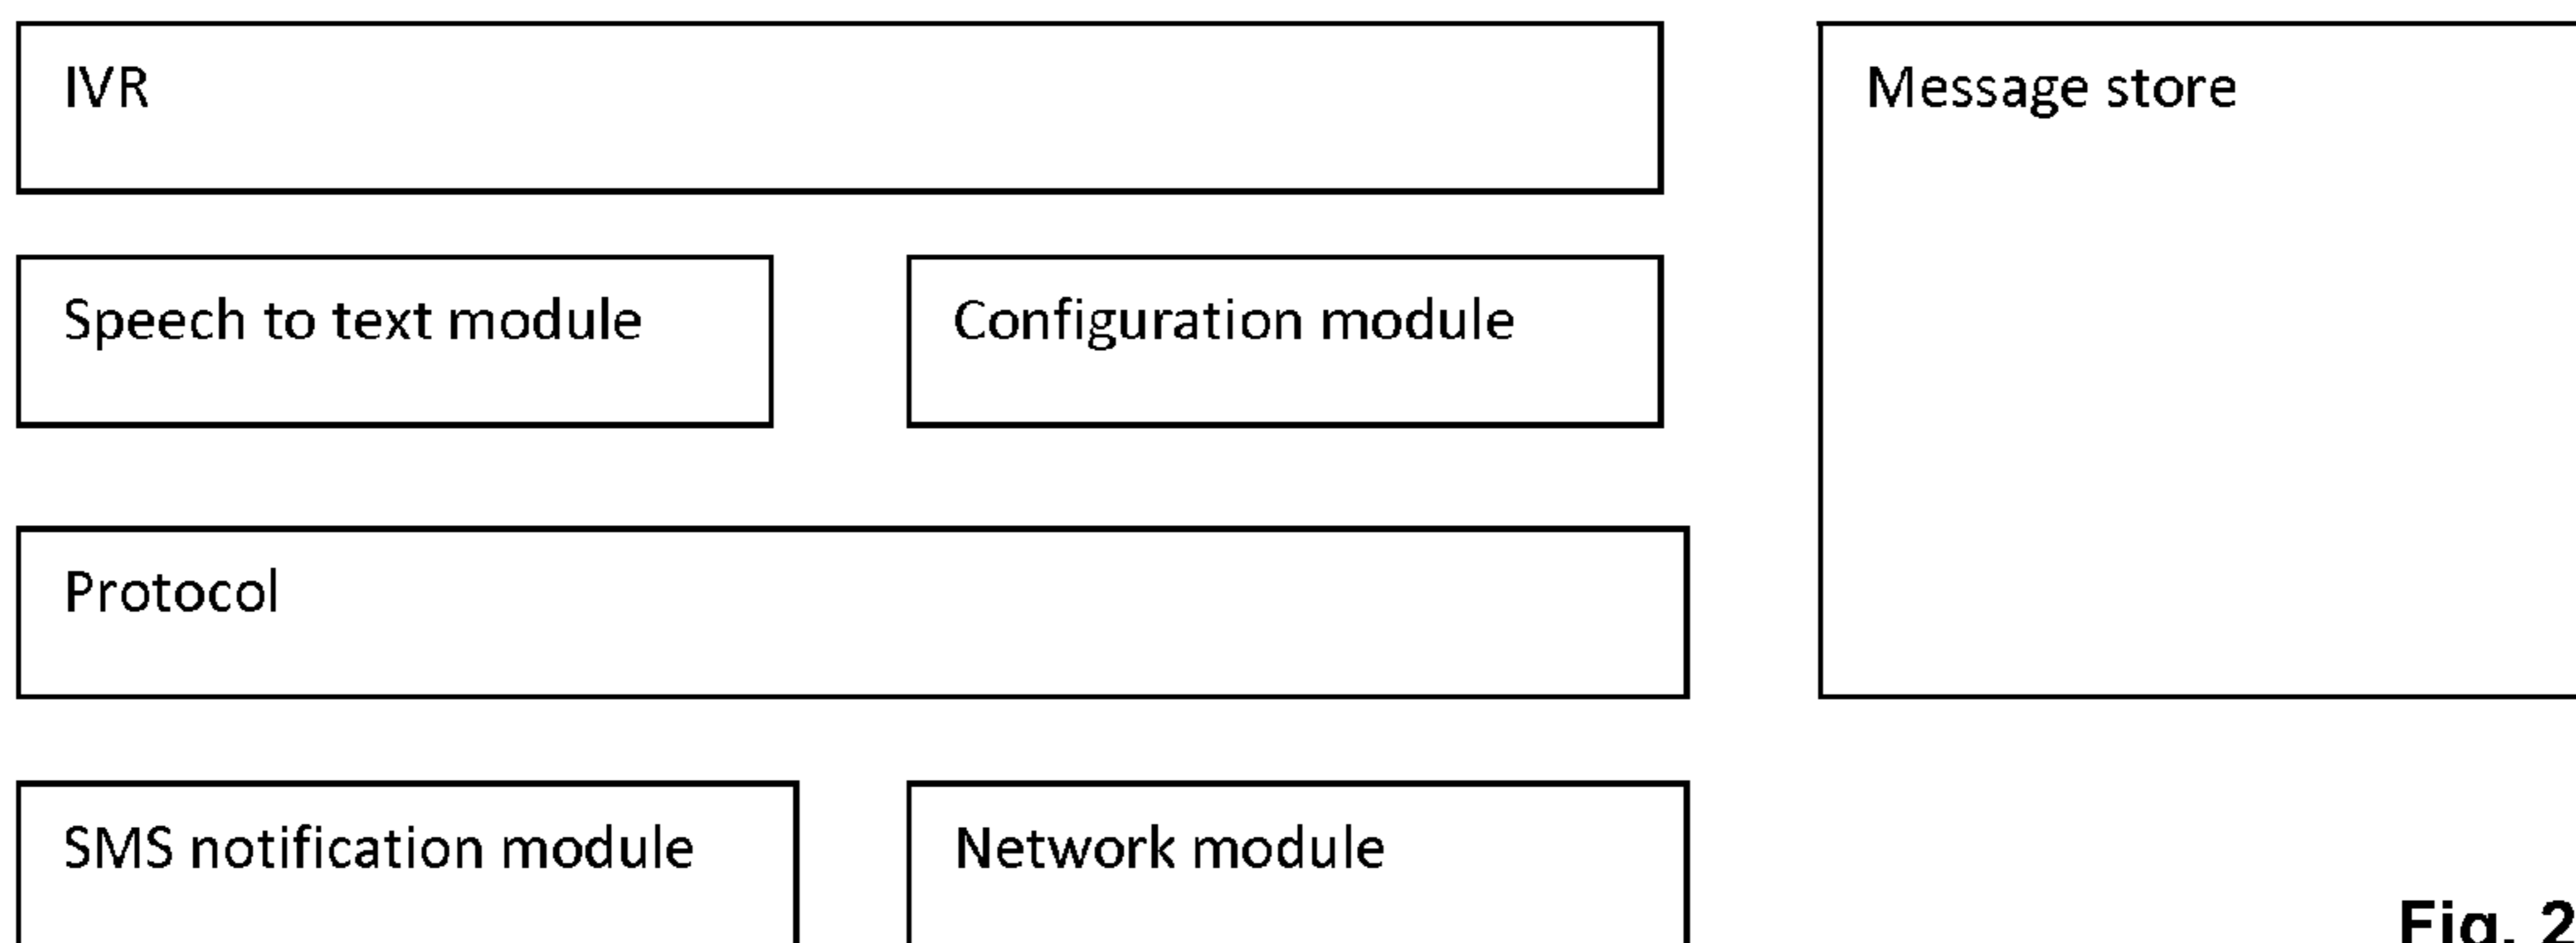 IVR
Message store
Speech to text module
Configuration module
Protocol
SMS notification module
Network module
Fig. 2